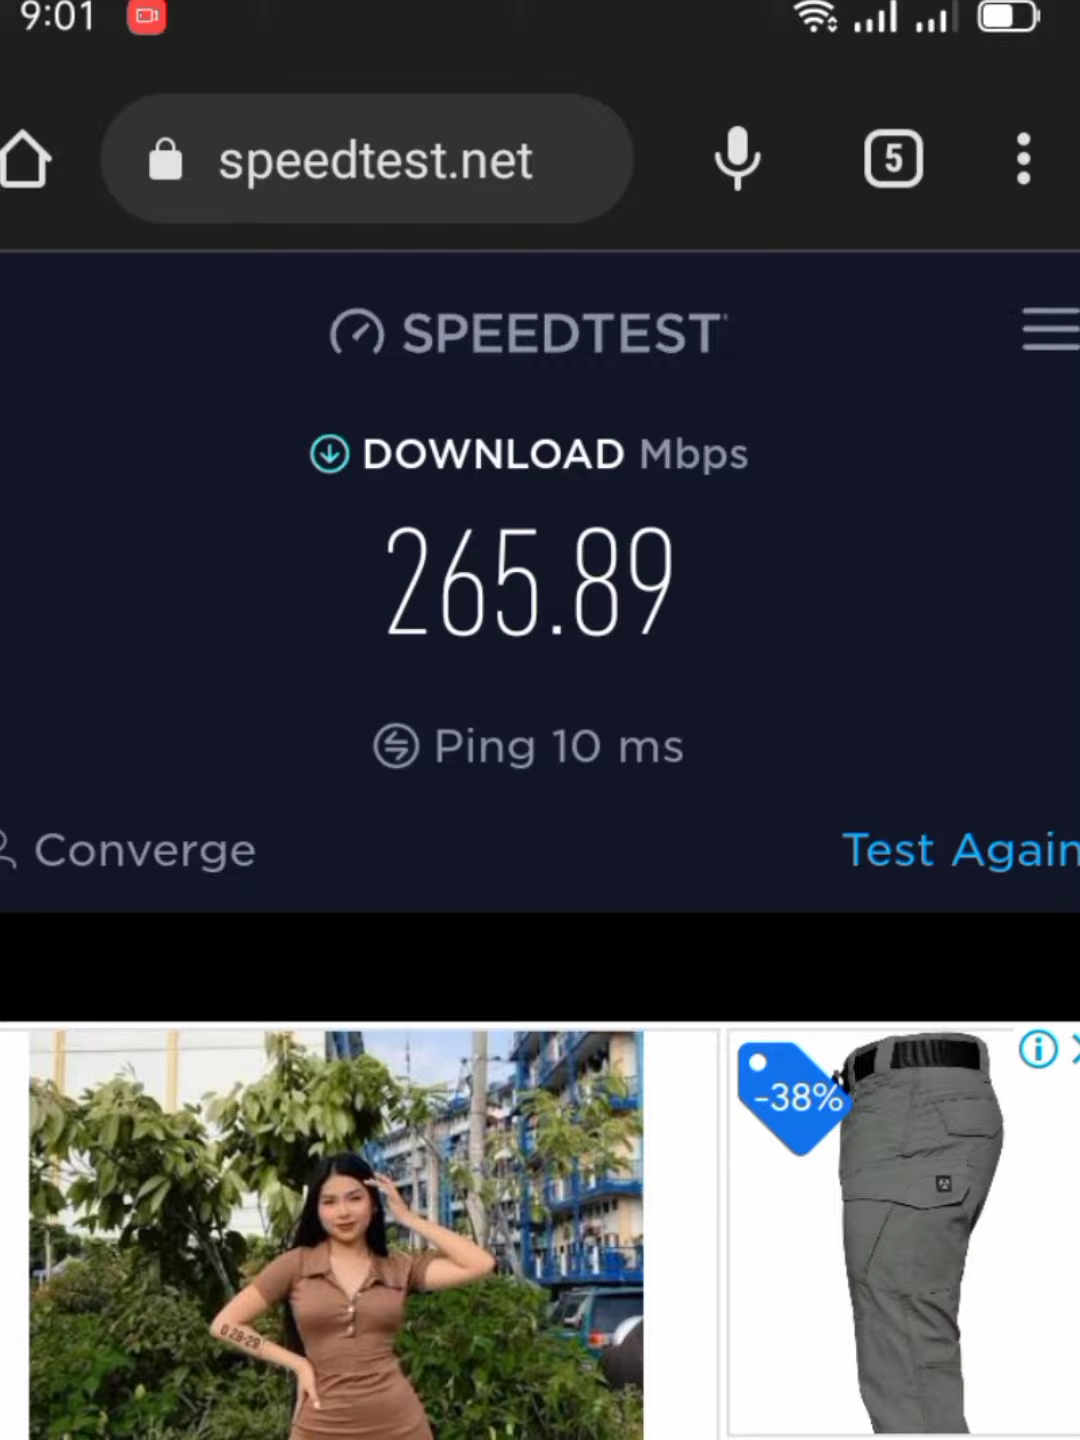 9:01
speedtest.net
5
SPEEDTEST
DOWNLOAD Mbps
265.89
Ping 10 ms
Converge
Test Again
-38%